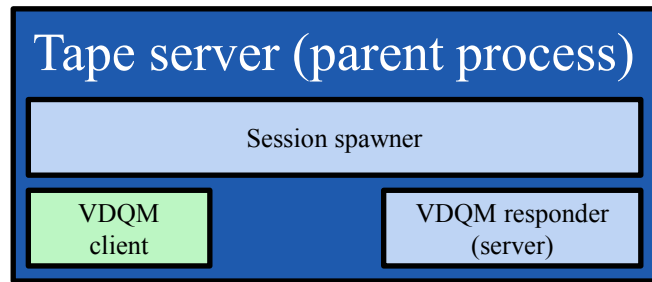 Tape server (parent process)
Session spawner
VDQM
client
VDQM responder
(server)